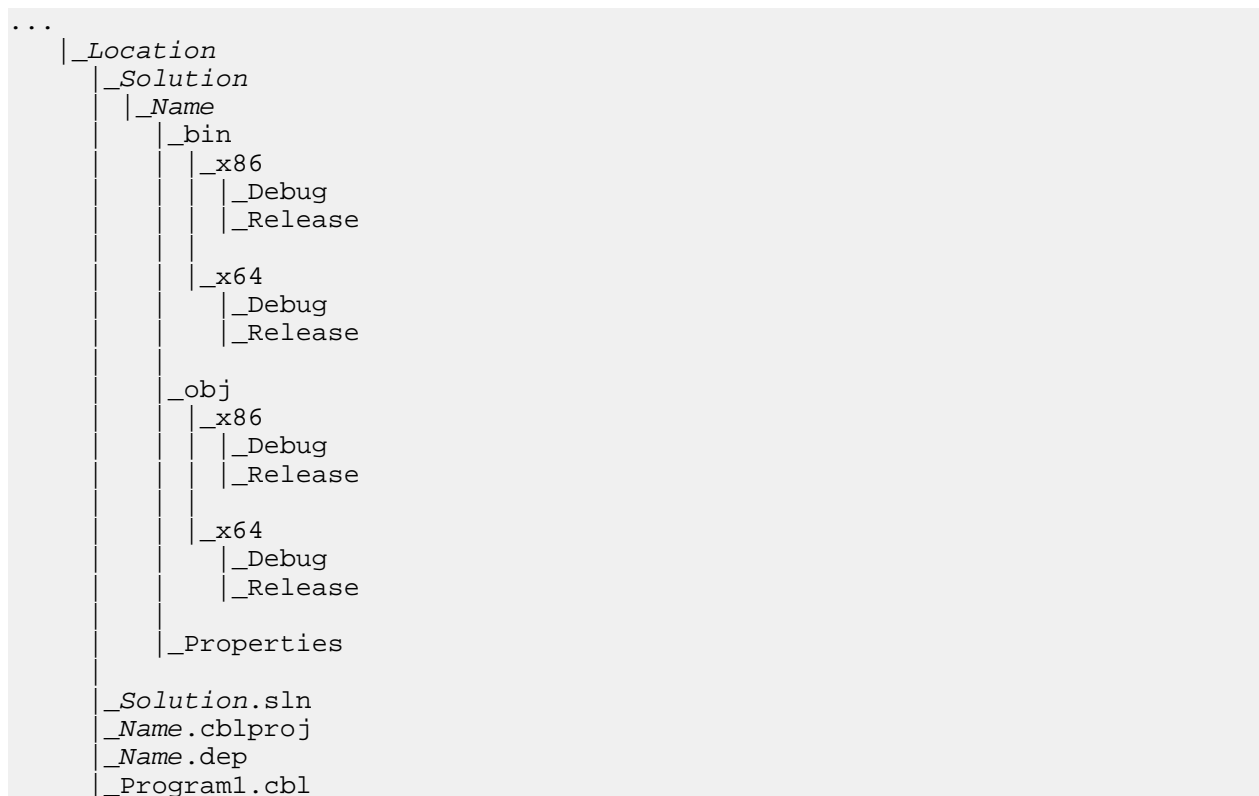 ...
   |_Location
     |_Solution
     | |_Name
     |   |_bin
     |   | |_x86
     |   | | |_Debug
     |   | | |_Release
     |   | |
     |   | |_x64
     |   |   |_Debug
     |   |   |_Release
     |   |
     |   |_obj
     |   | |_x86
     |   | | |_Debug
     |   | | |_Release
     |   | |
     |   | |_x64
     |   |   |_Debug
     |   |   |_Release
     |   |
     |   |_Properties
     |
     |_Solution.sln
     |_Name.cblproj
     |_Name.dep
     |_Program1.cbl